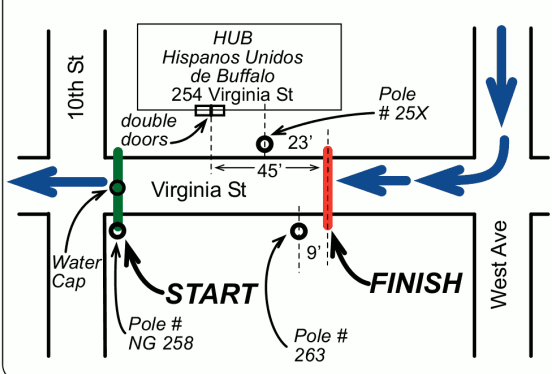 HUB
Hispanos Unidos
de Buffalo
254 Virginia St
10th St
double
doors
Pole
# 25X
23'
45'
Virginia St
Water
Cap
START
9'
FINISH
West Ave
Pole #
NG 258
Pole #
263